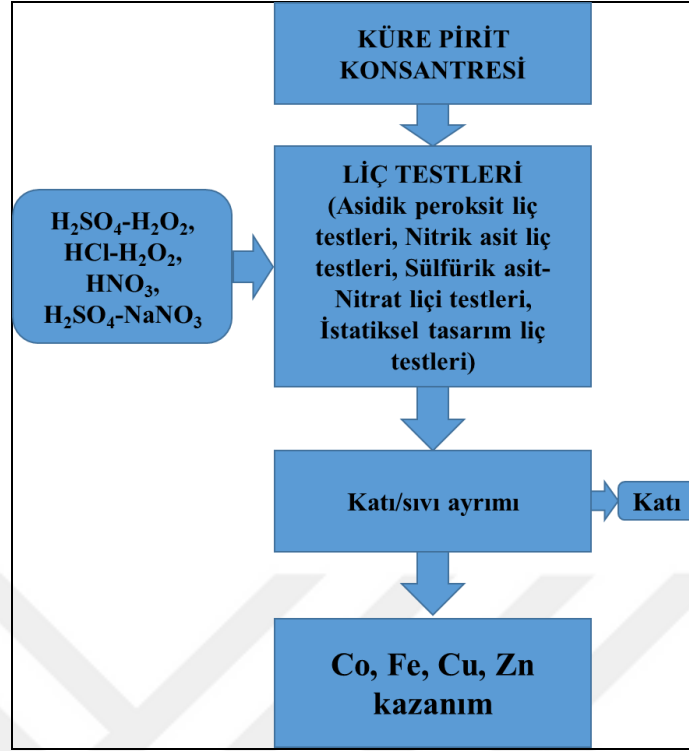 KÜRE PİRİT
KONSANTRESİ
LİÇ TESTLERİ
(Asidik peroksit liç
testleri, Nitrik asit liç
testleri, Sülfürik asit-
Nitrat liçi testleri,
İstatiksel tasarım liç
testleri)
H₂SO₄-H₂O₂,
HCl-H₂O₂,
HNO₃,
H₂SO₄-NaNO₃
Katı/sıvı ayrımı
Katı
Co, Fe, Cu, Zn
kazanım